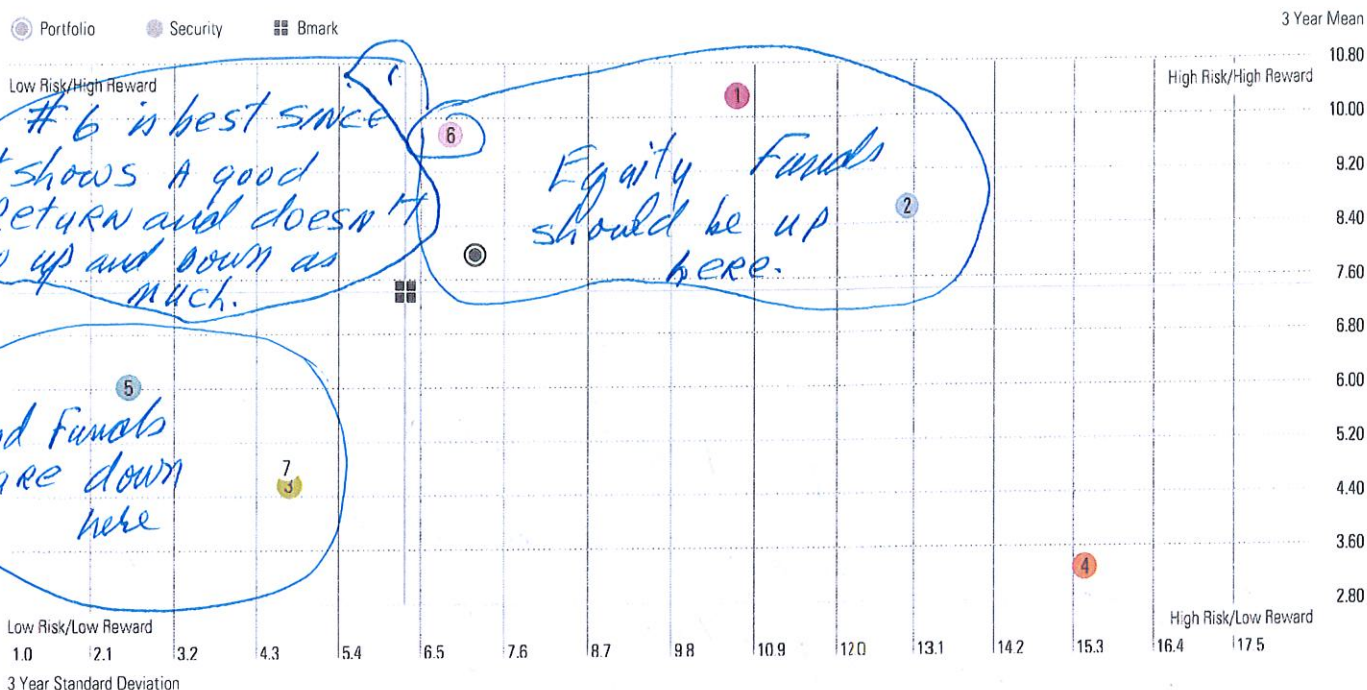 Portfolio Security Bmark
3 Year Mean
10.80
Low Risk/High Reward
High Risk/High Reward
# 6 is best since
shows A good
return and doesn't
up and down as
much.
1
6
Equity Funds
should be up
here.
2
10.00
9.20
8.40
7.60
6.80
6.00
5.20
4.40
3.60
2.80
5
Funds
are down
here
7
3
4
Low Risk/Low Reward
High Risk/Low Reward
1.0 2.1 3.2 4.3 5.4 6.5 7.6 8.7 9.8 10.9 12.0 13.1 14.2 15.3 16.4 17.5
3 Year Standard Deviation